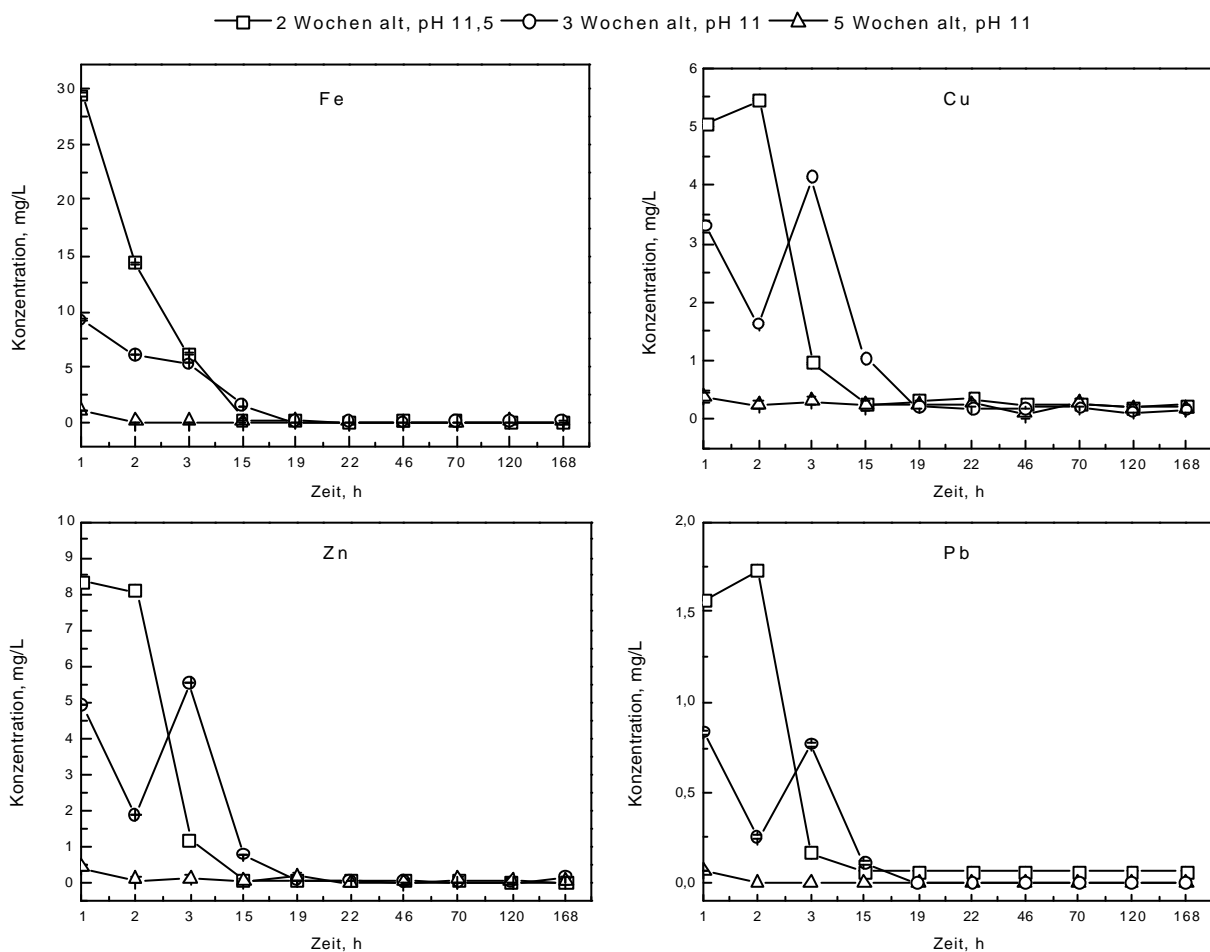 2 Wochen alt, pH 11,5 3 Wochen alt, pH 11 5 Wochen alt, pH 11
Fe
30
25
20
15
10
5
0
Konzentration, mg/L
1 2 3 15 19 22 46 70 120 168
Zeit, h
Cu
6
5
4
3
2
1
0
Konzentration, mg/L
1 2 3 15 19 22 46 70 120 168
Zeit, h
Zn
10
9
8
7
6
5
4
3
2
1
0
Konzentration, mg/L
1 2 3 15 19 22 46 70 120 168
Zeit, h
Pb
2,0
1,5
1,0
0,5
0,0
Konzentration, mg/L
1 2 3 15 19 22 46 70 120 168
Zeit, h